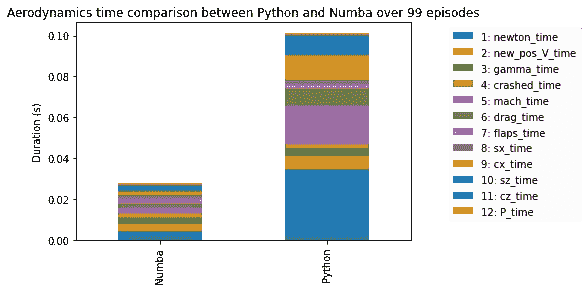 Aerodynamics time comparison between Python and Numba over 99 episodes
0.10
0.08
0.06
0.04
0.02
0.00
Duration (s)
Numba
Python
1: newton_time
2: new_pos_V_time
3: gamma_time
4: crashed_time
5: mach_time
6: drag_time
7: flaps_time
8: sx_time
9: cx_time
10: sz_time
11: cz_time
12: P_time